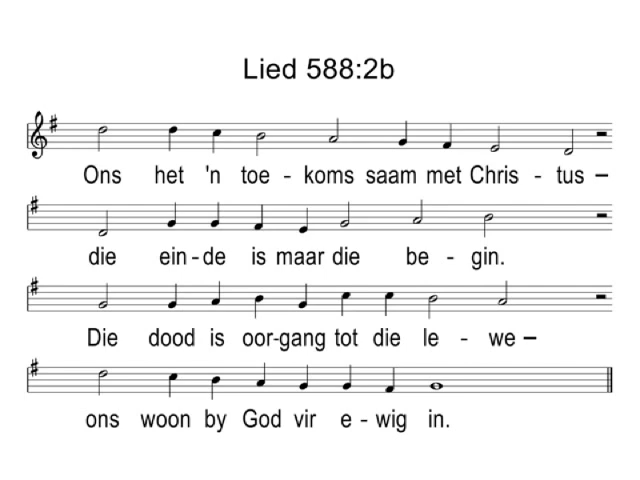 Lied 588:2b
Ons het 'n toe - koms saam met Chris - tus –
die ein - de is maar die be - gin.
Die dood is oor-gang tot die le - we –
ons woon by God vir e - wig in.